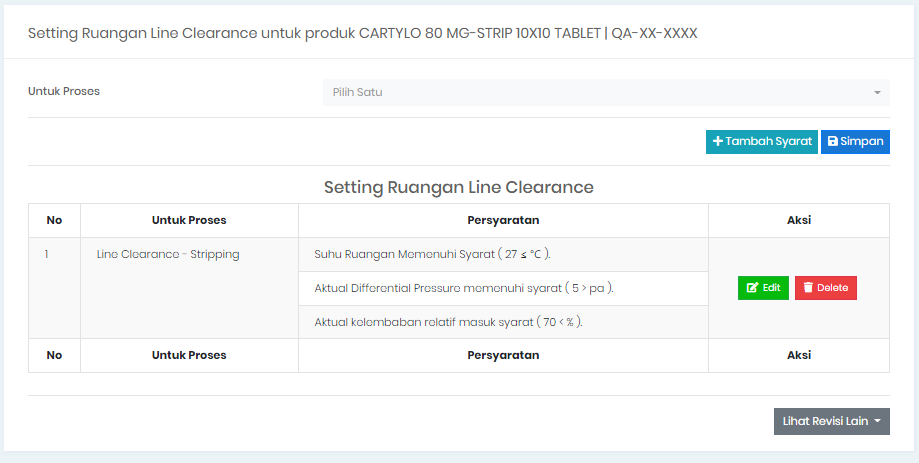 Setting Ruangan Line Clearance untuk produk CARTYLO 80 MG-STRIP 10X10 TABLET | QA-XX-XXXX
Untuk Proses
Pilih Satu
Tambah Syarat
Simpan
Setting Ruangan Line Clearance
No Untuk Proses Persyaratan Aksi
1 Line Clearance - Stripping Suhu Ruangan Memenuhi Syarat ( 27 ≤ °C ).
Aktual Differential Pressure memenuhi syarat ( 5 > pa ). Edit Delete
Aktual kelembaban relatif masuk syarat ( 70 < % ).
No Untuk Proses Persyaratan Aksi
Lihat Revisi Lain